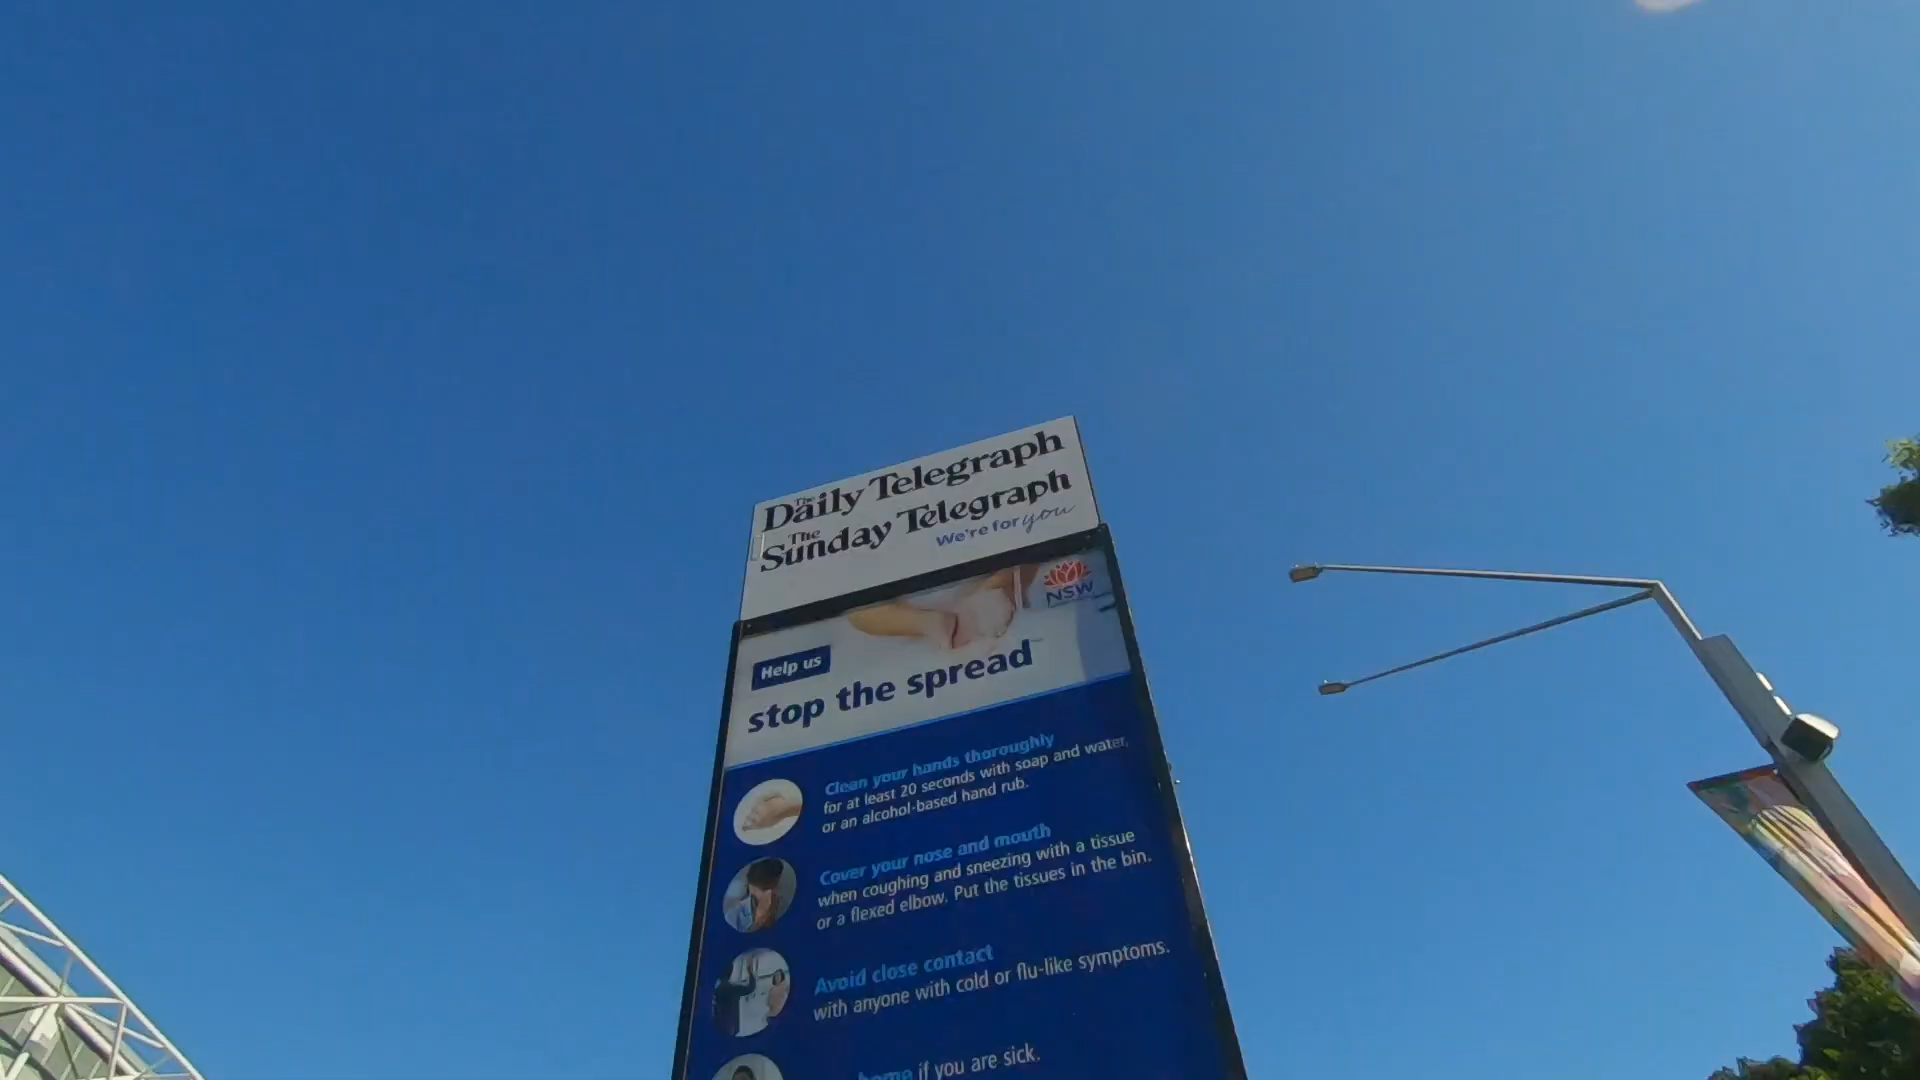 The
Daily Telegraph
The
Sunday Telegraph
We're for you
NSW
Help us
stop the spread
Clean your hands thoroughly
for at least 20 seconds with soap and water,
or an alcohol-based hand rub.
Cover your nose and mouth
when coughing and sneezing with a tissue
or a flexed elbow. Put the tissues in the bin.
Avoid close contact
with anyone with cold or flu-like symptoms.
home if you are sick.